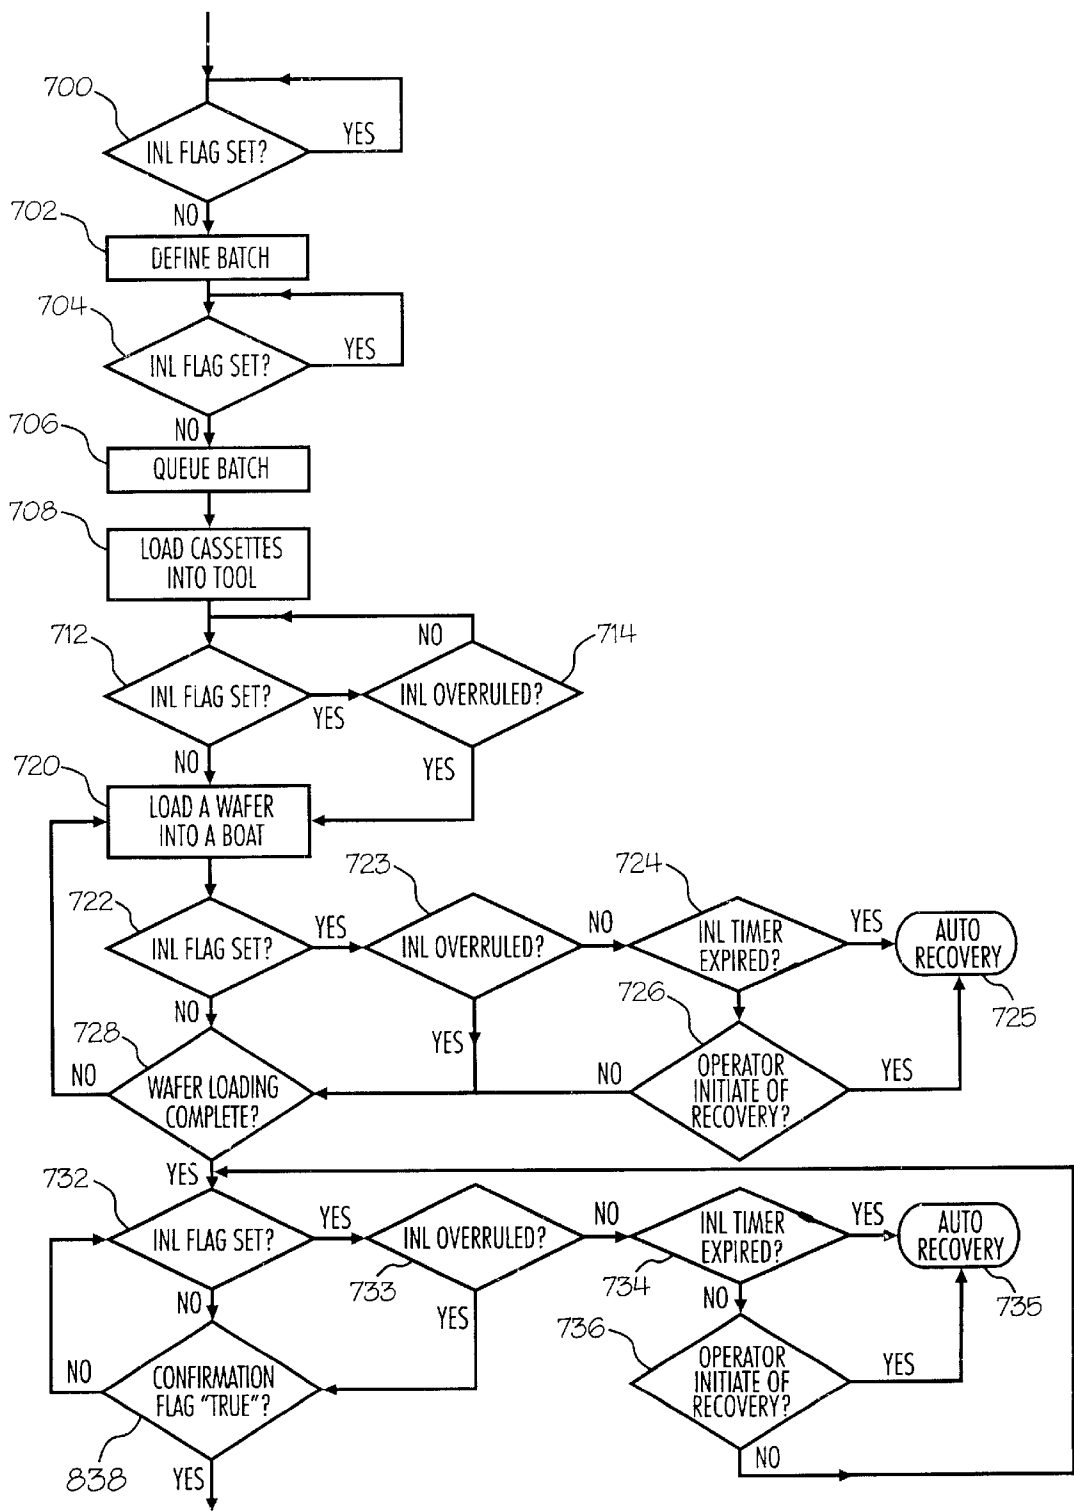 700
INL FLAG SET?
YES
NO
702
DEFINE BATCH
704
INL FLAG SET?
YES
NO
706
QUEUE BATCH
708
LOAD CASSETTES
INTO TOOL
712
INL FLAG SET?
YES
NO
714
INL OVERRULED?
NO
YES
720
LOAD A WAFER
INTO A BOAT
722
INL FLAG SET?
YES
NO
723
INL OVERRULED?
NO
YES
724
INL TIMER
EXPIRED?
YES
AUTO
RECOVERY
725
726
OPERATOR
INITIATE OF
RECOVERY?
YES
NO
728
WAFER LOADING
COMPLETE?
NO
YES
732
INL FLAG SET?
YES
NO
INL OVERRULED?
733
NO
YES
INL TIMER
EXPIRED?
734
YES
NO
AUTO
RECOVERY
735
736
OPERATOR
INITIATE OF
RECOVERY?
YES
NO
CONFIRMATION
FLAG "TRUE"?
838
NO
YES